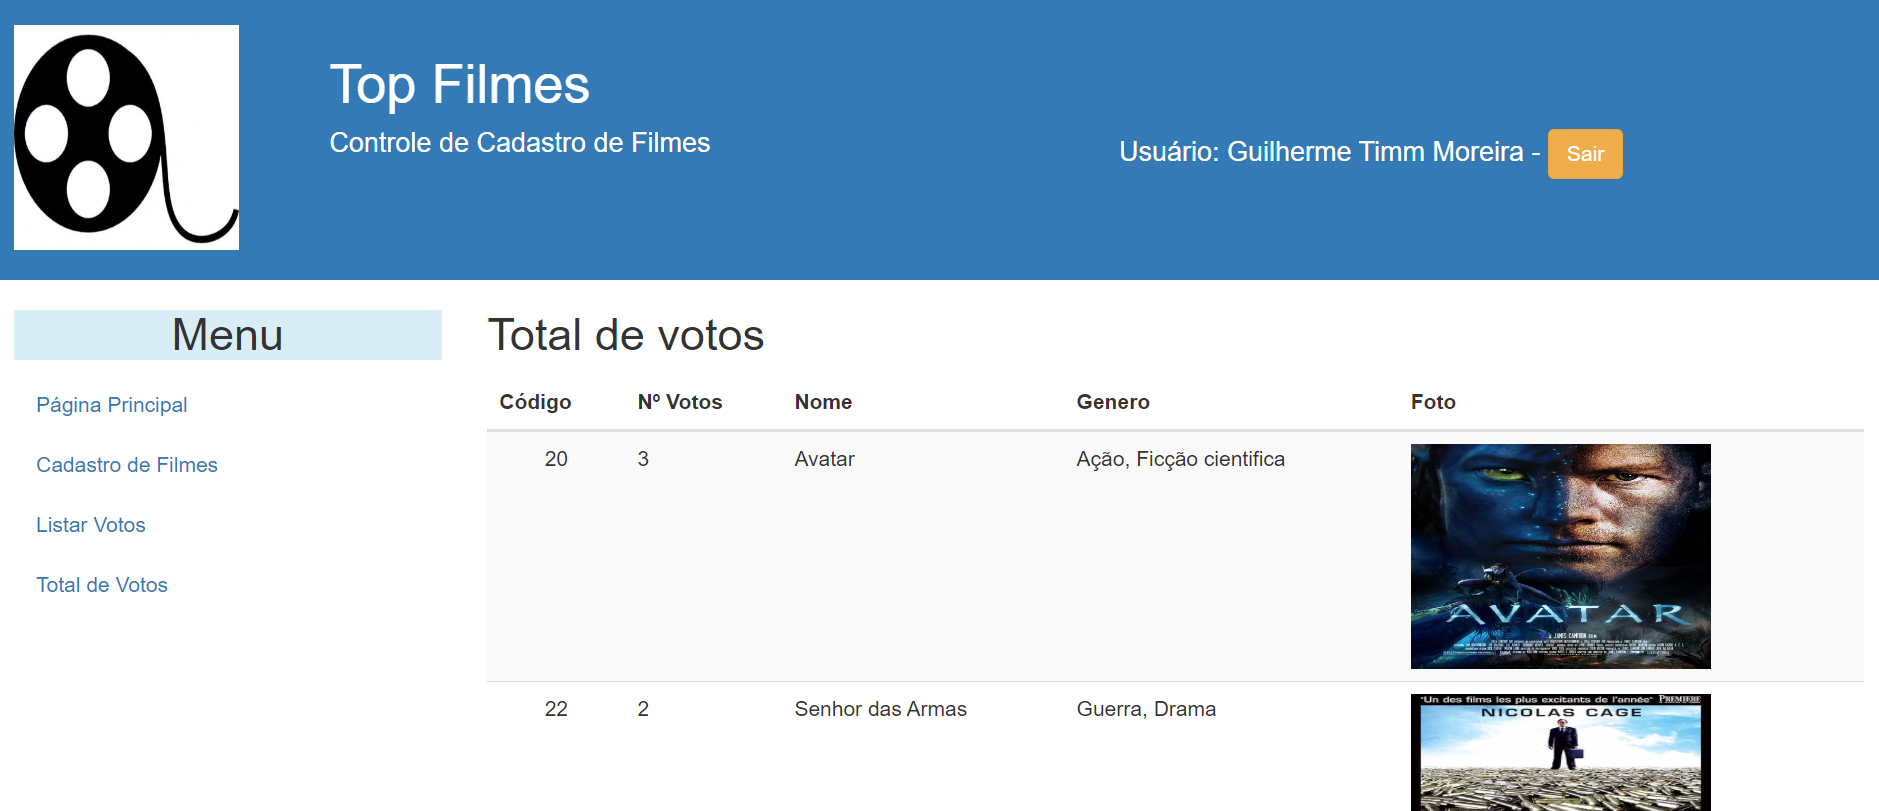 Top Filmes
Controle de Cadastro de Filmes
Usuário: Guilherme Timm Moreira - Sair
Menu
Página Principal
Cadastro de Filmes
Listar Votos
Total de Votos
Total de votos
Código Nº Votos Nome Genero Foto
20 3 Avatar Ação, Ficção cientifica
AVATAR
A JAMES CAMERON FILM
22 2 Senhor das Armas Guerra, Drama
"Un des films les plus excitants de l'année" PREMIERE
NICOLAS CAGE